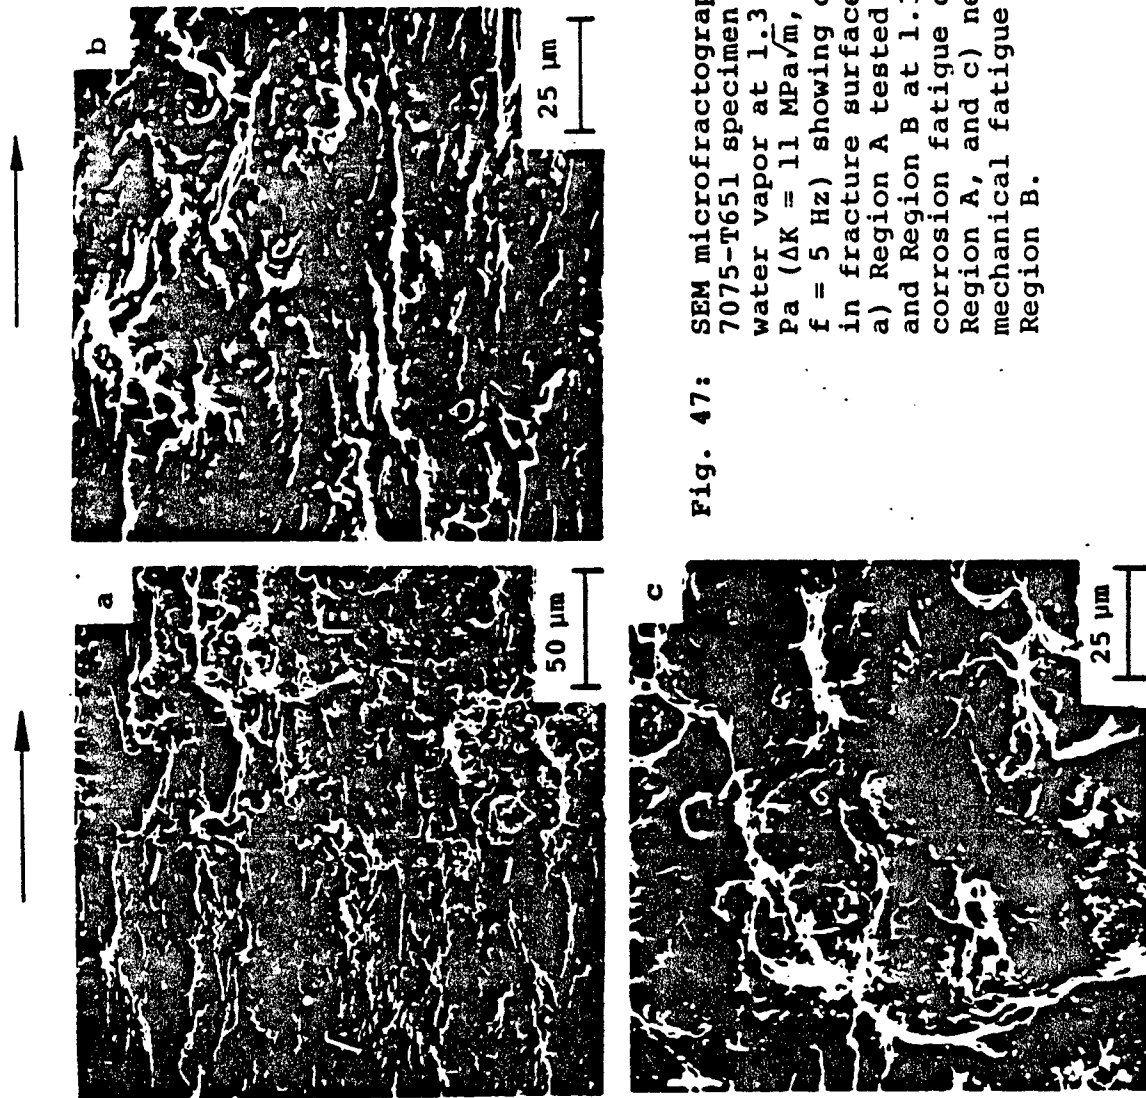 b
25 μm
a
B
50 μm
c
25 μm
Fig. 47: SEM microfractograp
7075-T651 specimen
water vapor at 1.3
Pa (ΔK = 11 MPa√m,
f = 5 Hz) showing
in fracture surface
a) Region A tested
and Region B at 1.3
corrosion fatigue
Region A, and c) ne
mechanical fatigue
Region B.